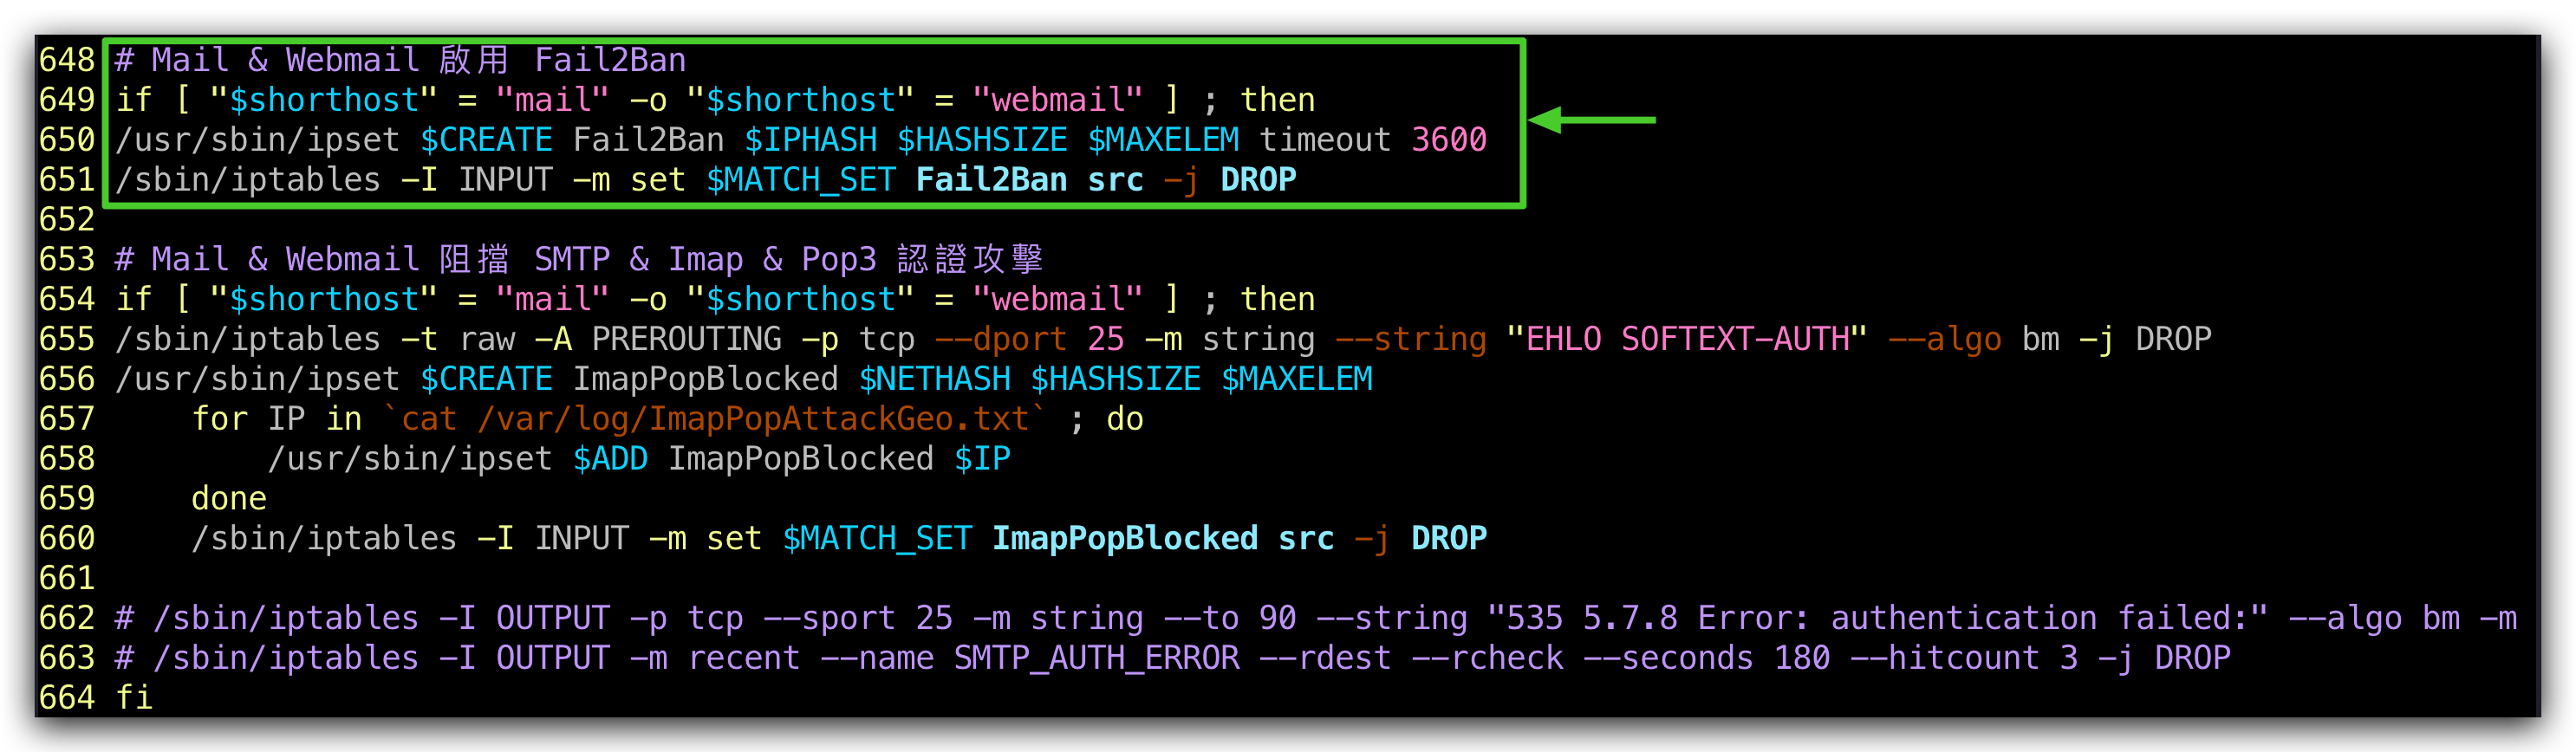 648 # Mail & Webmail 啟用 Fail2Ban
649 if [ "$shorthost" = "mail" -o "$shorthost" = "webmail" ] ; then
650 /usr/sbin/ipset $CREATE Fail2Ban $IPHASH $HASHSIZE $MAXELEM timeout 3600
651 /sbin/iptables -I INPUT -m set $MATCH_SET Fail2Ban src -j DROP
652
653 # Mail & Webmail 阻擋 SMTP & Imap & Pop3 認證攻擊
654 if [ "$shorthost" = "mail" -o "$shorthost" = "webmail" ] ; then
655 /sbin/iptables -t raw -A PREROUTING -p tcp --dport 25 -m string --string "EHLO SOFTEXT-AUTH" --algo bm -j DROP
656 /usr/sbin/ipset $CREATE ImapPopBlocked $NETHASH $HASHSIZE $MAXELEM
657     for IP in `cat /var/log/ImapPopAttackGeo.txt` ; do
658         /usr/sbin/ipset $ADD ImapPopBlocked $IP
659     done
660     /sbin/iptables -I INPUT -m set $MATCH_SET ImapPopBlocked src -j DROP
661
662 # /sbin/iptables -I OUTPUT -p tcp --sport 25 -m string --to 90 --string "535 5.7.8 Error: authentication failed:" --algo bm -m
663 # /sbin/iptables -I OUTPUT -m recent --name SMTP_AUTH_ERROR --rdest --rcheck --seconds 180 --hitcount 3 -j DROP
664 fi